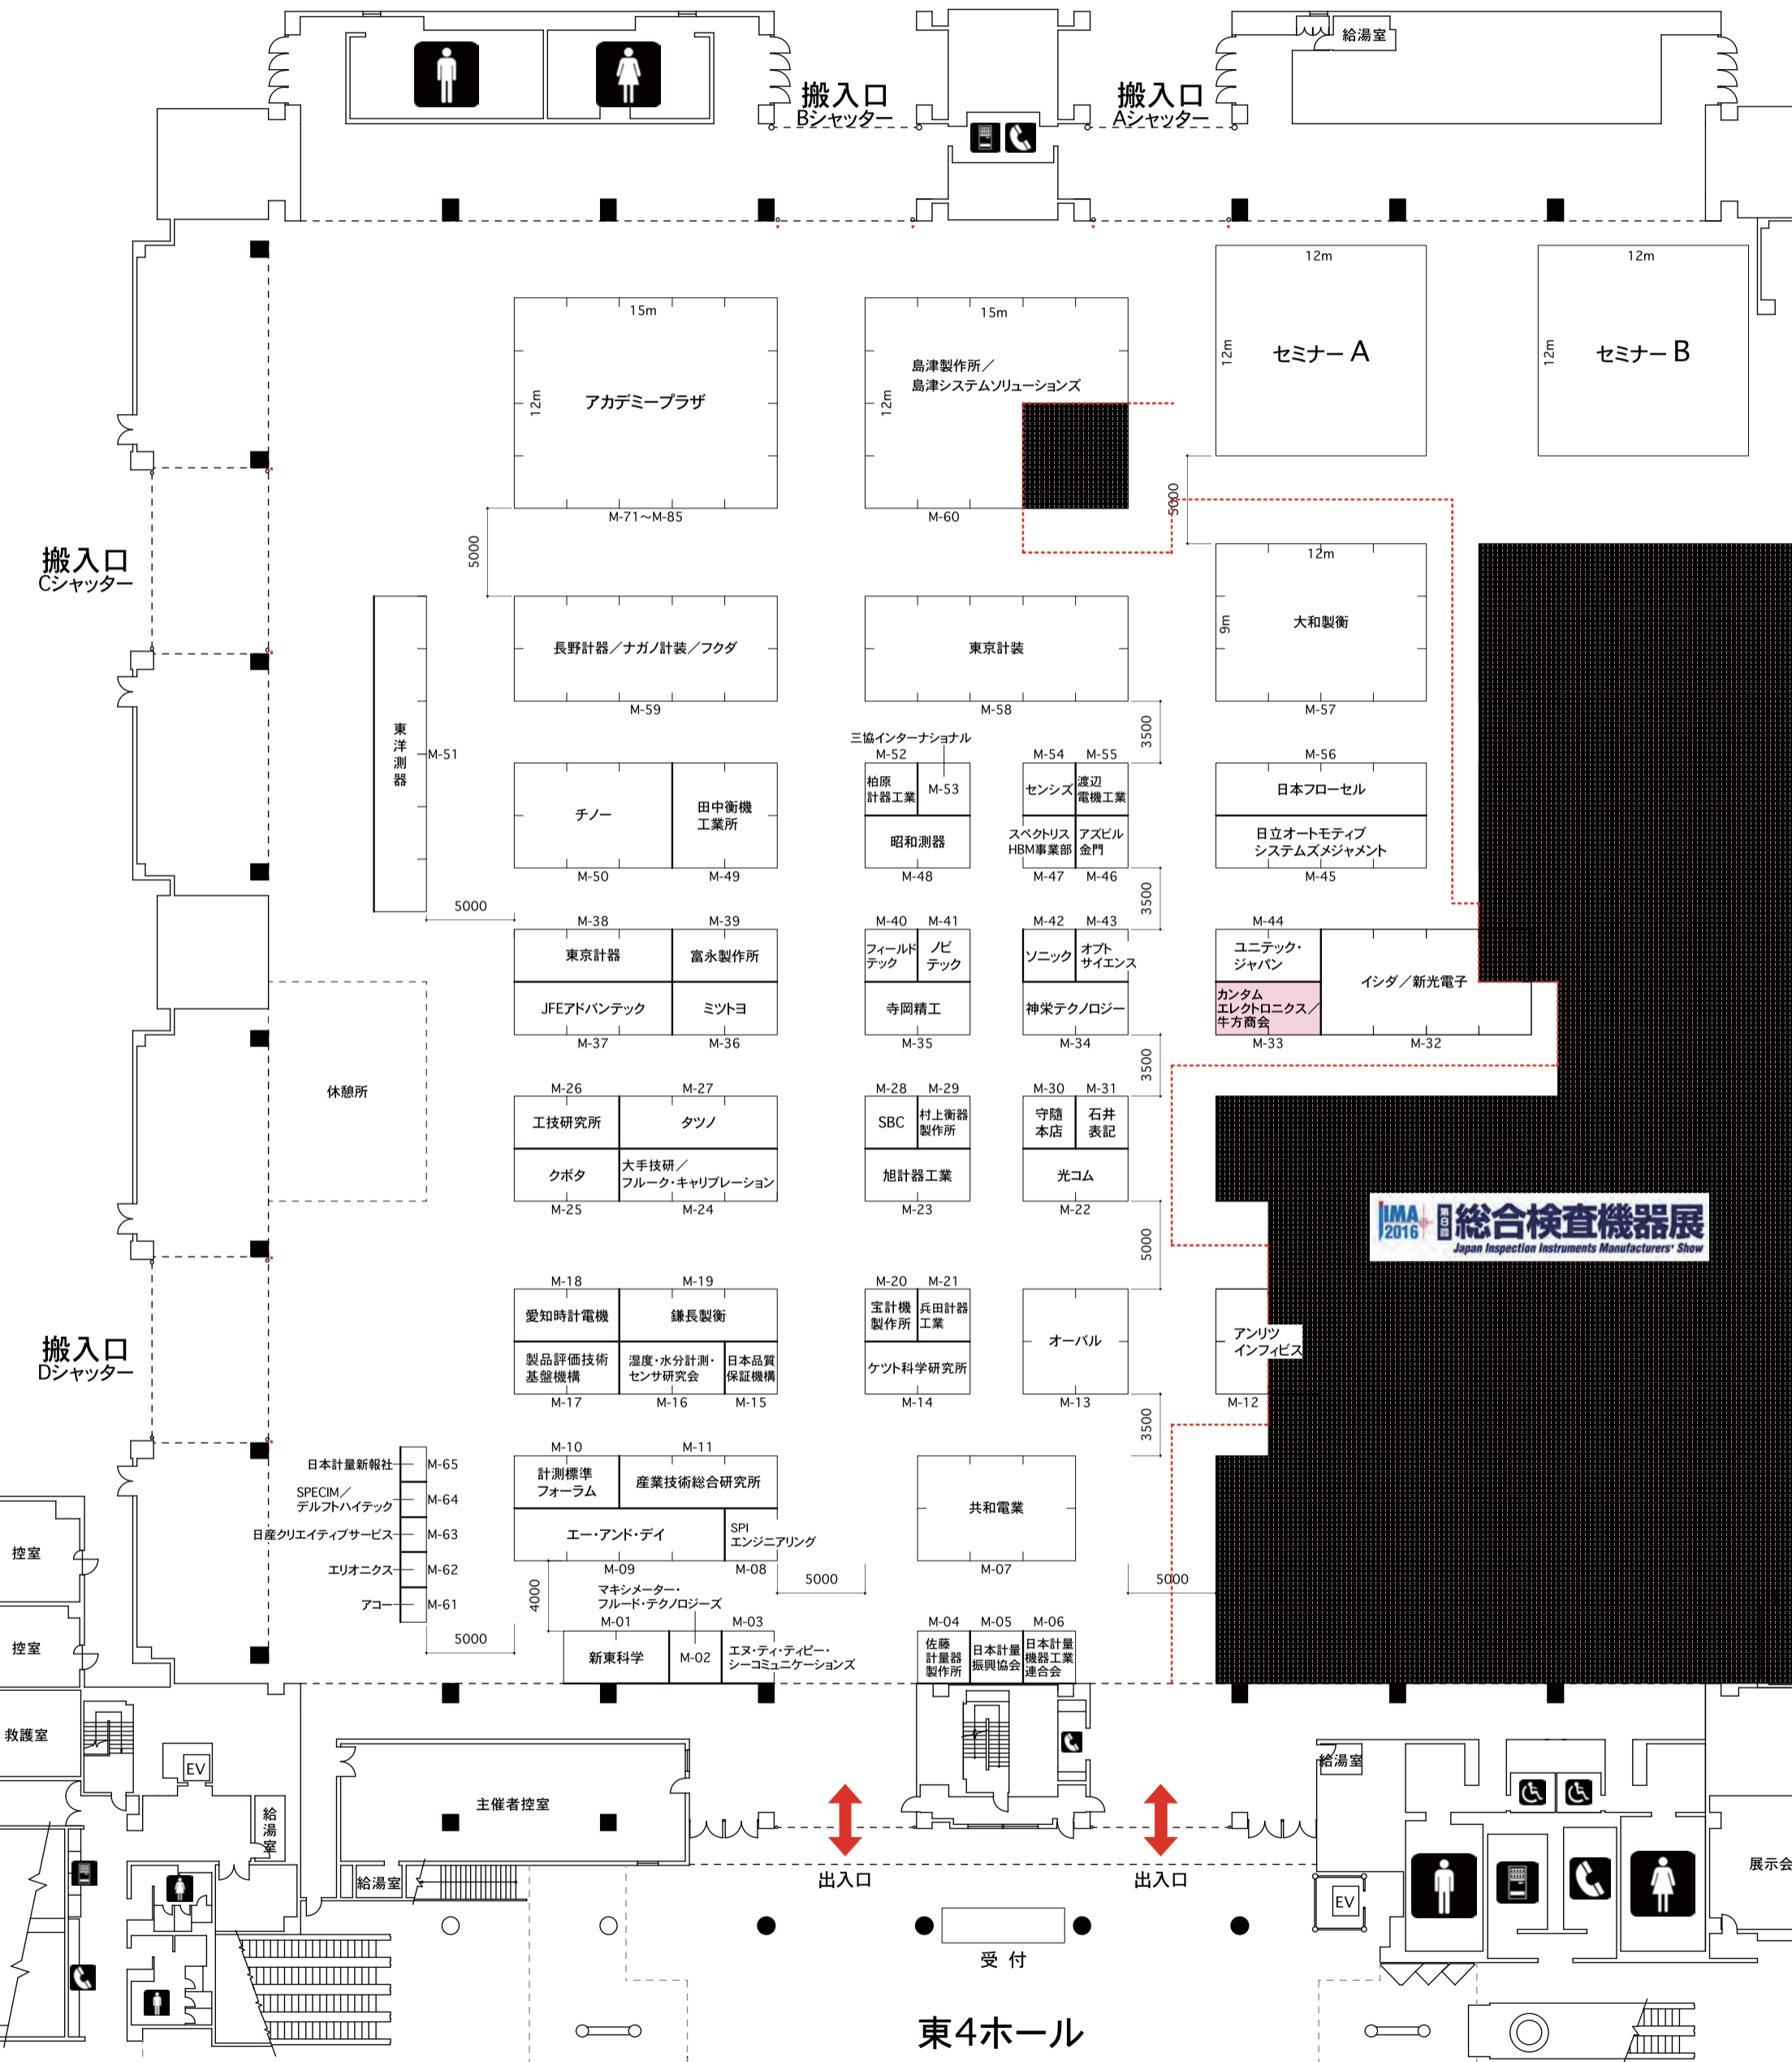 給湯室
搬入口
Bシャッター
搬入口
Aシャッター
12m
12m
12m
セミナー A
12m
セミナー B
15m
12m
アカデミープラザ
M-71～M-85
15m
12m
島津製作所／
島津システムソリューションズ
M-60
5000
5000
搬入口
Cシャッター
東洋測器
M-51
長野計器／ナガノ計装／フクダ
M-59
東京計装
M-58
12m
9m
大和製衡
M-57
3500
チノー
M-50
田中衡機
工業所
M-49
三協インターナショナル
M-52
柏原
計器工業
M-53
昭和測器
M-48
M-54
センシズ
M-55
渡辺
電機工業
スペクトリス
HBM事業部
M-47
アズビル
金門
M-46
M-56
日本フローセル
日立オートモティブ
システムズメジャメント
M-45
5000
3500
M-38
東京計器
M-39
富永製作所
JFEアドバンテック
M-37
ミツトヨ
M-36
M-40
フィールド
テック
M-41
ノビ
テック
寺岡精工
M-35
M-42
ソニック
M-43
オプト
サイエンス
神栄テクノロジー
M-34
M-44
ユニテック・
ジャパン
カンタム
エレクトロニクス／
牛方商会
M-33
イシダ／新光電子
M-32
3500
休憩所
M-26
工技研究所
M-27
タツノ
クボタ
M-25
大手技研／
フルーク・キャリブレーション
M-24
M-28
SBC
M-29
村上衡器
製作所
旭計器工業
M-23
M-30
守隨
本店
M-31
石井
表記
光コム
M-22
5000
JIMA
2016
第8回
総合検査機器展
Japan Inspection Instruments Manufacturers' Show
搬入口
Dシャッター
M-18
愛知時計電機
M-19
鎌長製衡
製品評価技術
基盤機構
M-17
湿度・水分計測・
センサ研究会
M-16
日本品質
保証機構
M-15
M-20
宝計機
製作所
M-21
兵田計器
工業
ケツト科学研究所
M-14
オーバル
M-13
アンリツ
インフィビス
M-12
3500
日本計量新報社
M-65
SPECIM／
デルフトハイテック
M-64
日産クリエイティブサービス
M-63
エリオニクス
M-62
アコー
M-61
M-10
計測標準
フォーラム
M-11
産業技術総合研究所
エー・アンド・デイ
M-09
SPI
エンジニアリング
M-08
共和電業
M-07
5000
5000
4000
5000
マキシメーター・
フルード・テクノロジーズ
M-01
新東科学
M-02
M-03
エヌ・ティ・ティピー・
シーコミュニケーションズ
M-04
佐藤
計量器
製作所
M-05
日本計量
振興協会
M-06
日本計量
機器工業
連合会
控室
控室
救護室
EV
給湯室
主催者控室
給湯室
出入口
出入口
給湯室
EV
展示会
受付
東4ホール